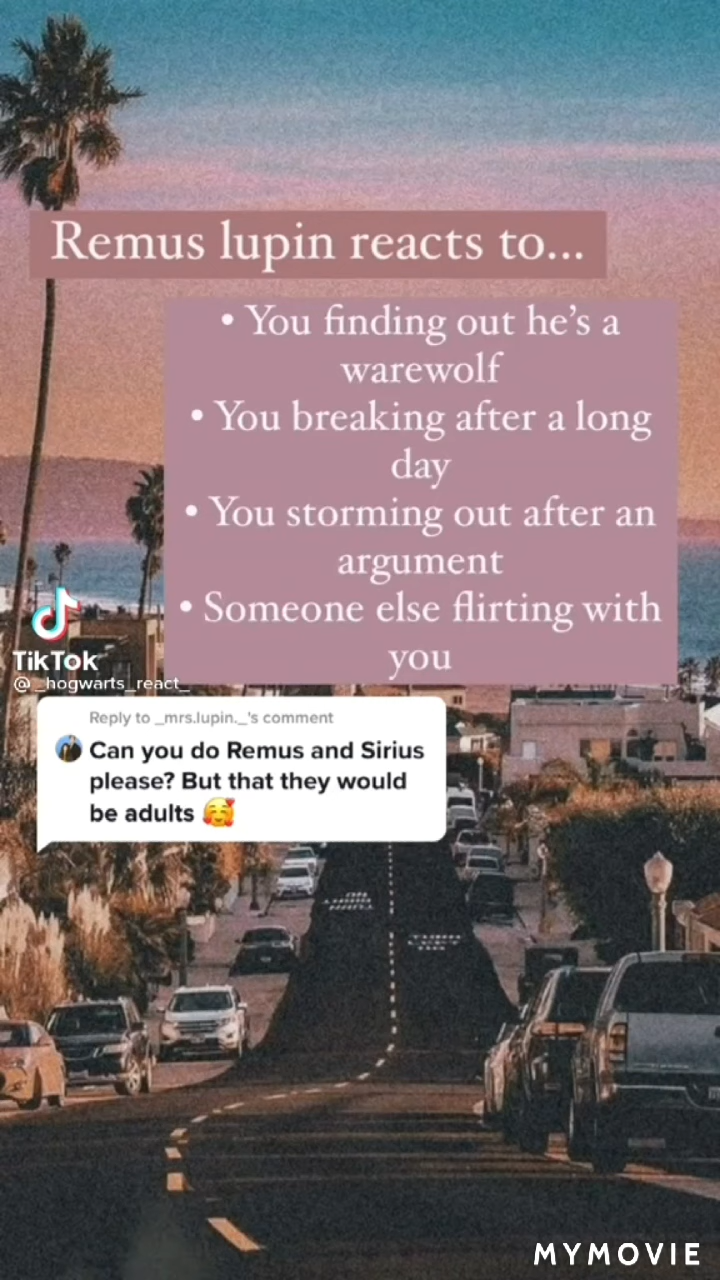 Remus lupin reacts to...
• You finding out he’s a
warewolf
• You breaking after a long
day
• You storming out after an
argument
• Someone else flirting with
you
TikTok
@_hogwarts_react_
Reply to _mrs.lupin._'s comment
Can you do Remus and Sirius
please? But that they would
be adults 🥰
MYMOVIE